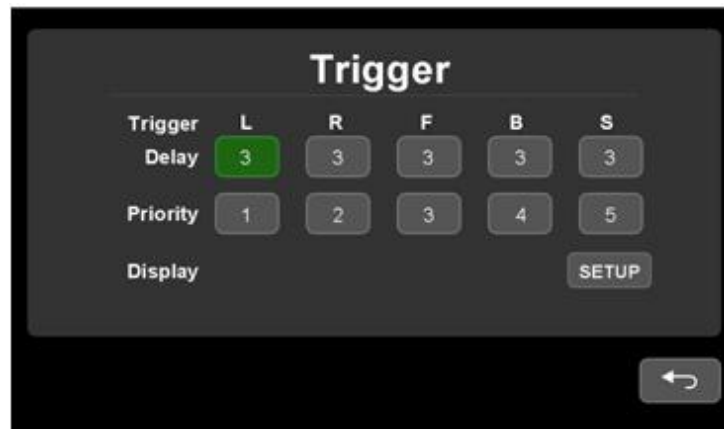 Trigger
Trigger L R F B S
Delay 3 3 3 3 3
Priority 1 2 3 4 5
Display SETUP